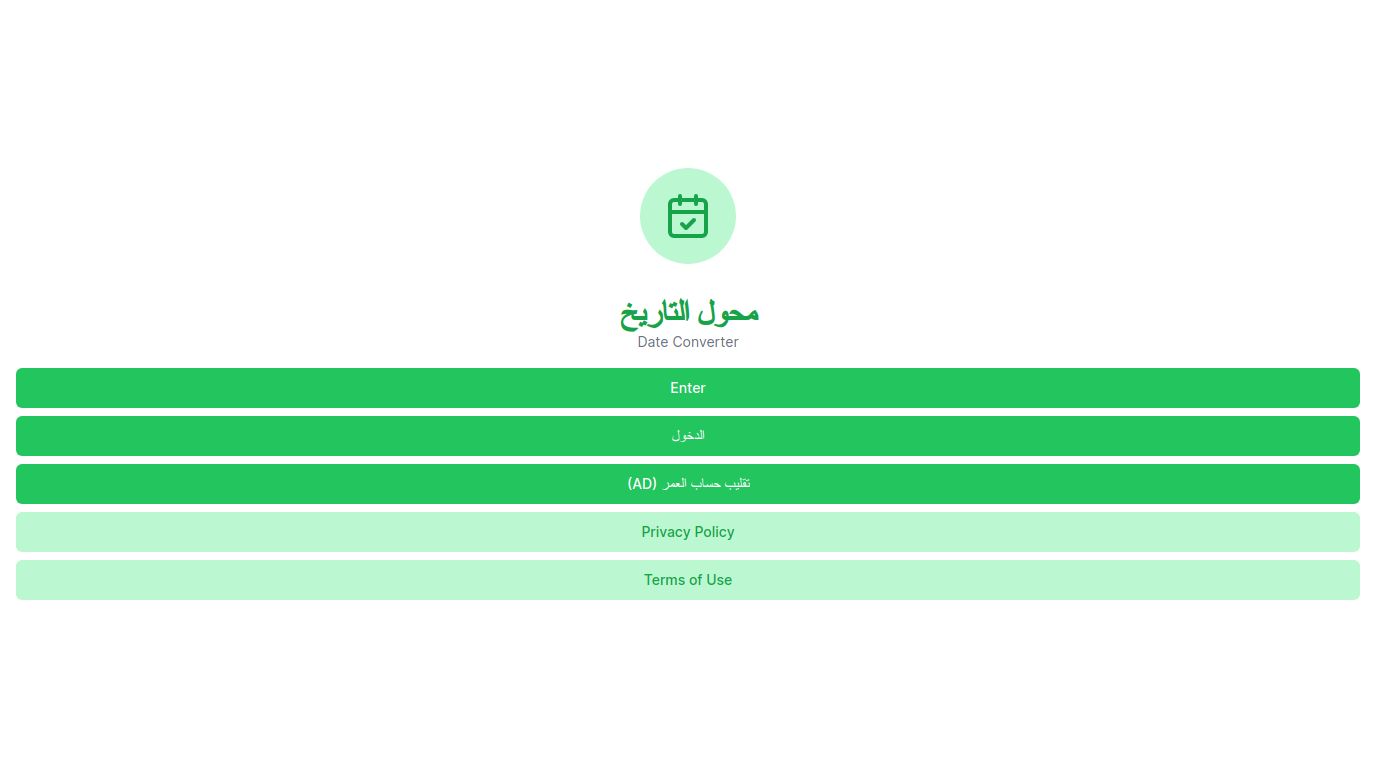 محول التاريخ
Date Converter
Enter
الدخول
تقليب حساب العمر (AD)
Privacy Policy
Terms of Use